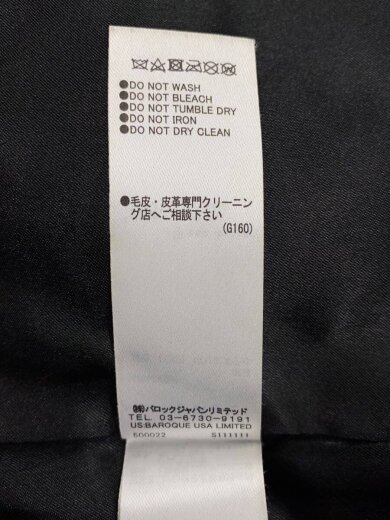 ●DO NOT WASH
●DO NOT BLEACH
●DO NOT TUMBLE DRY
●DO NOT IRON
●DO NOT DRY CLEAN
●毛皮・皮革専門クリーニン
グ店へご相談下さい
(G160)
㈱バロックジャパンリミテッド
TEL. 03-6730-9191
US:BAROQUE USA LIMITED
500022 S111111